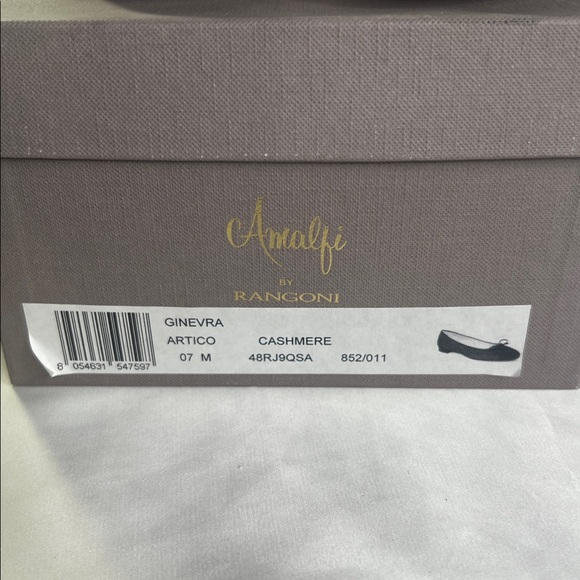 Amalfi
BY
RANGONI
GINEVRA
ARTICO CASHMERE
07 M 48RJ9QSA 852/011
8 054631 547597